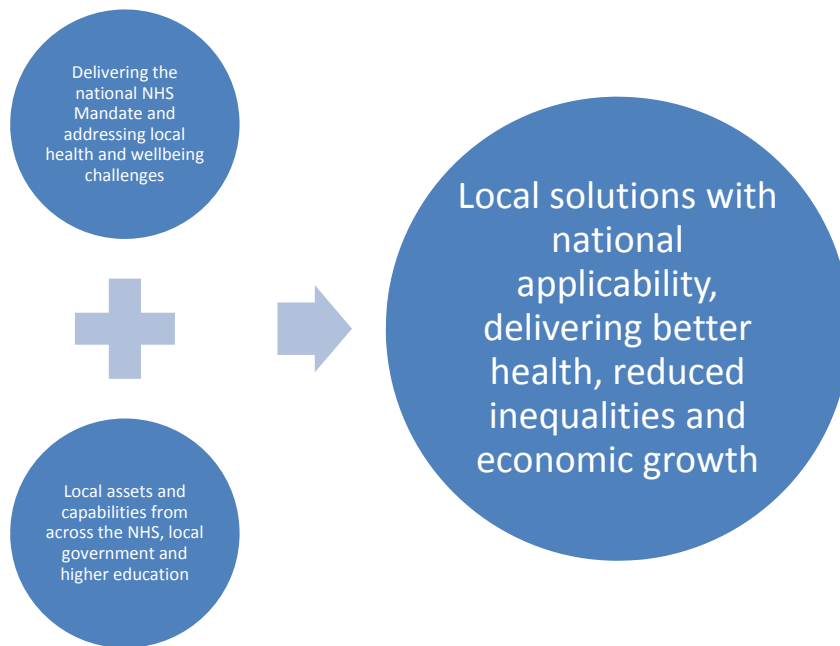 Delivering the
national NHS
Mandate and
addressing local
health and wellbeing
challenges
Local assets and
capabilities from
across the NHS, local
government and
higher education
Local solutions with
national
applicability,
delivering better
health, reduced
inequalities and
economic growth